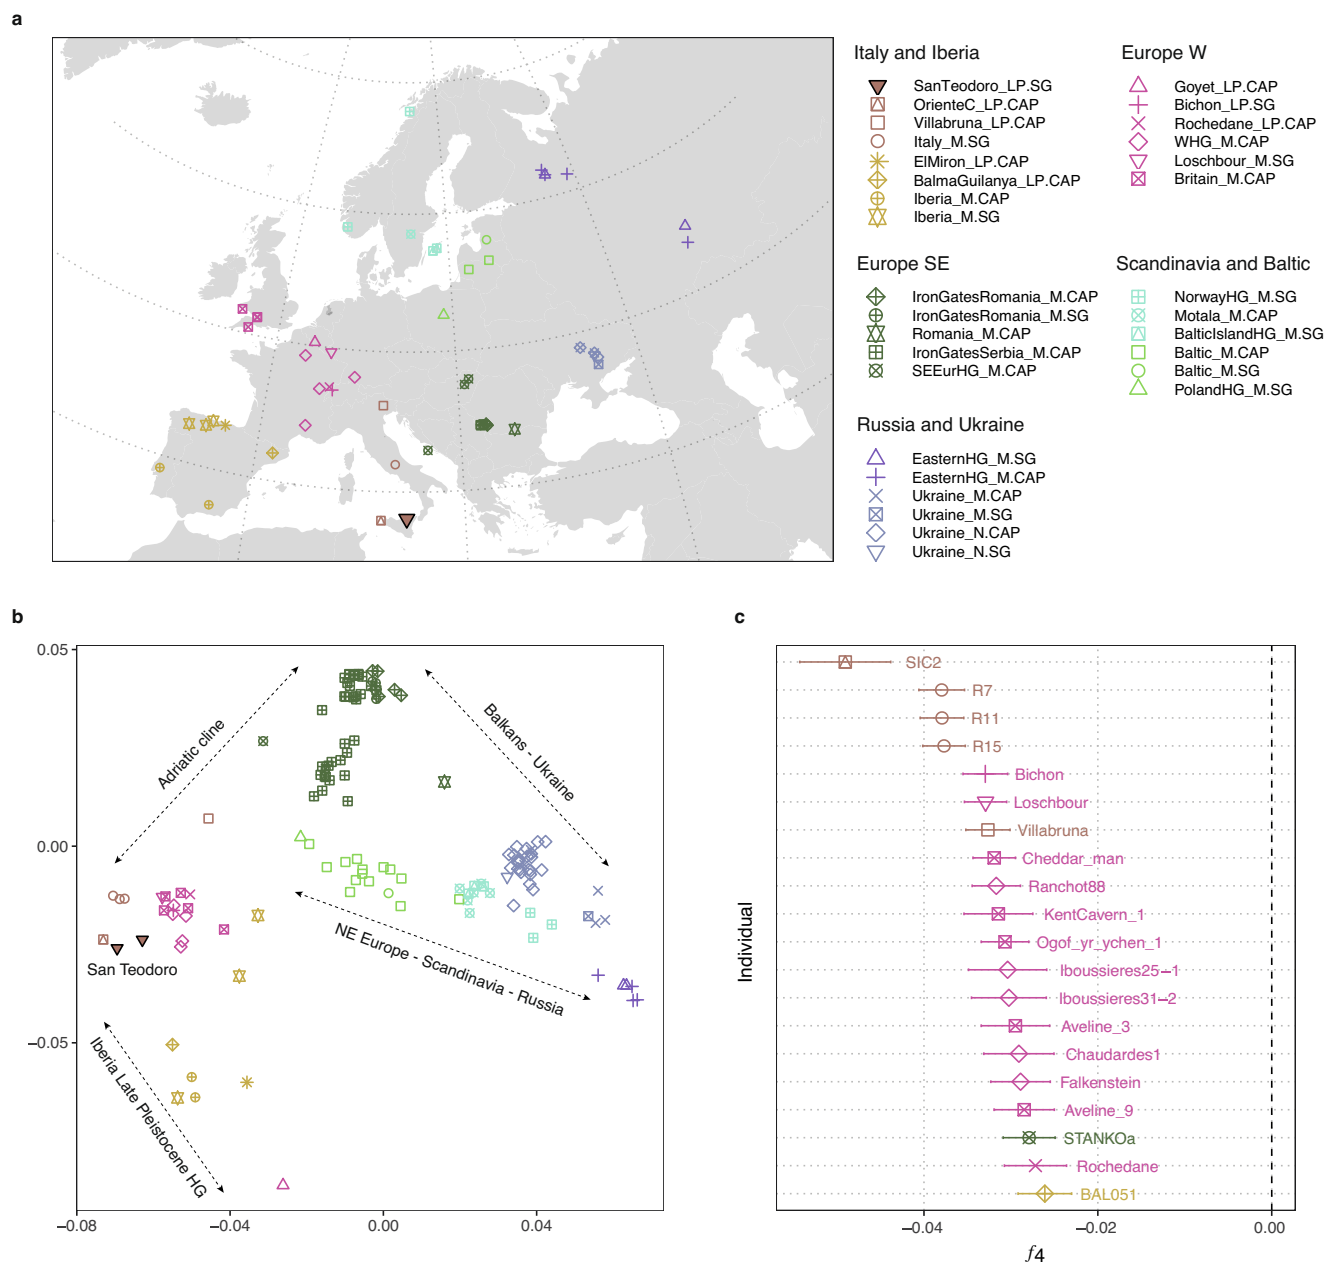 a
Italy and Iberia
SanTeodoro_LP.SG
OrienteC_LP.CAP
Villabruna_LP.CAP
Italy_M.SG
ElMiron_LP.CAP
BalmaGuilanya_LP.CAP
Iberia_M.CAP
Iberia_M.SG
Europe W
Goyet_LP.CAP
Bichon_LP.SG
Rochedane_LP.CAP
WHG_M.CAP
Loschbour_M.SG
Britain_M.CAP
Europe SE
IronGatesRomania_M.CAP
IronGatesRomania_M.SG
Romania_M.CAP
IronGatesSerbia_M.CAP
SEEurHG_M.CAP
Scandinavia and Baltic
NorwayHG_M.SG
Motala_M.CAP
BalticIslandHG_M.SG
Baltic_M.CAP
Baltic_M.SG
PolandHG_M.SG
Russia and Ukraine
EasternHG_M.SG
EasternHG_M.CAP
Ukraine_M.CAP
Ukraine_M.SG
Ukraine_N.CAP
Ukraine_N.SG
b
0.05
0.00
−0.05
Adriatic cline
Balkans - Ukraine
NE Europe - Scandinavia - Russia
San Teodoro
Iberia Late Pleistocene HG
−0.08
−0.04
0.00
0.04
c
Individual
SIC2
R7
R11
R15
Bichon
Loschbour
Villabruna
Cheddar_man
Ranchot88
KentCavern_1
Ogof_yr_ychen_1
Iboussieres25−1
Iboussieres31−2
Aveline_3
Chaudardes1
Falkenstein
Aveline_9
STANKOa
Rochedane
BAL051
−0.04
−0.02
0.00
f4